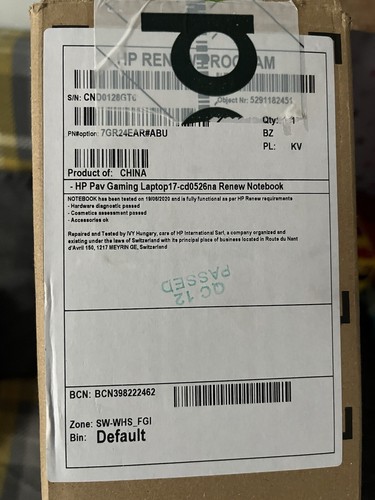 HP RENEW PROGRAM
S/N: CND0126GT6
Object Nr: 5291182451
Qty: 1
PN#option: 7GR24EAR#ABU
BZ
PL: KV
Product of: CHINA
- HP Pav Gaming Laptop17-cd0526na Renew Notebook
NOTEBOOK has been tested on 19/06/2020 and is fully functional as per HP Renew requirements
- Hardware diagnostic passed
- Cosmetics assessment passed
- Accessories ok
Repaired and Tested by IVY Hungary, care of HP International Sarl, a company organized and
existing under the laws of Switzerland with its principal place of business located in Route du Nant
d'Avril 150, 1217 MEYRIN GE, Switzerland
QC 12
PASSED
BCN: BCN398222462
Zone: SW-WHS_FGI
Bin: Default